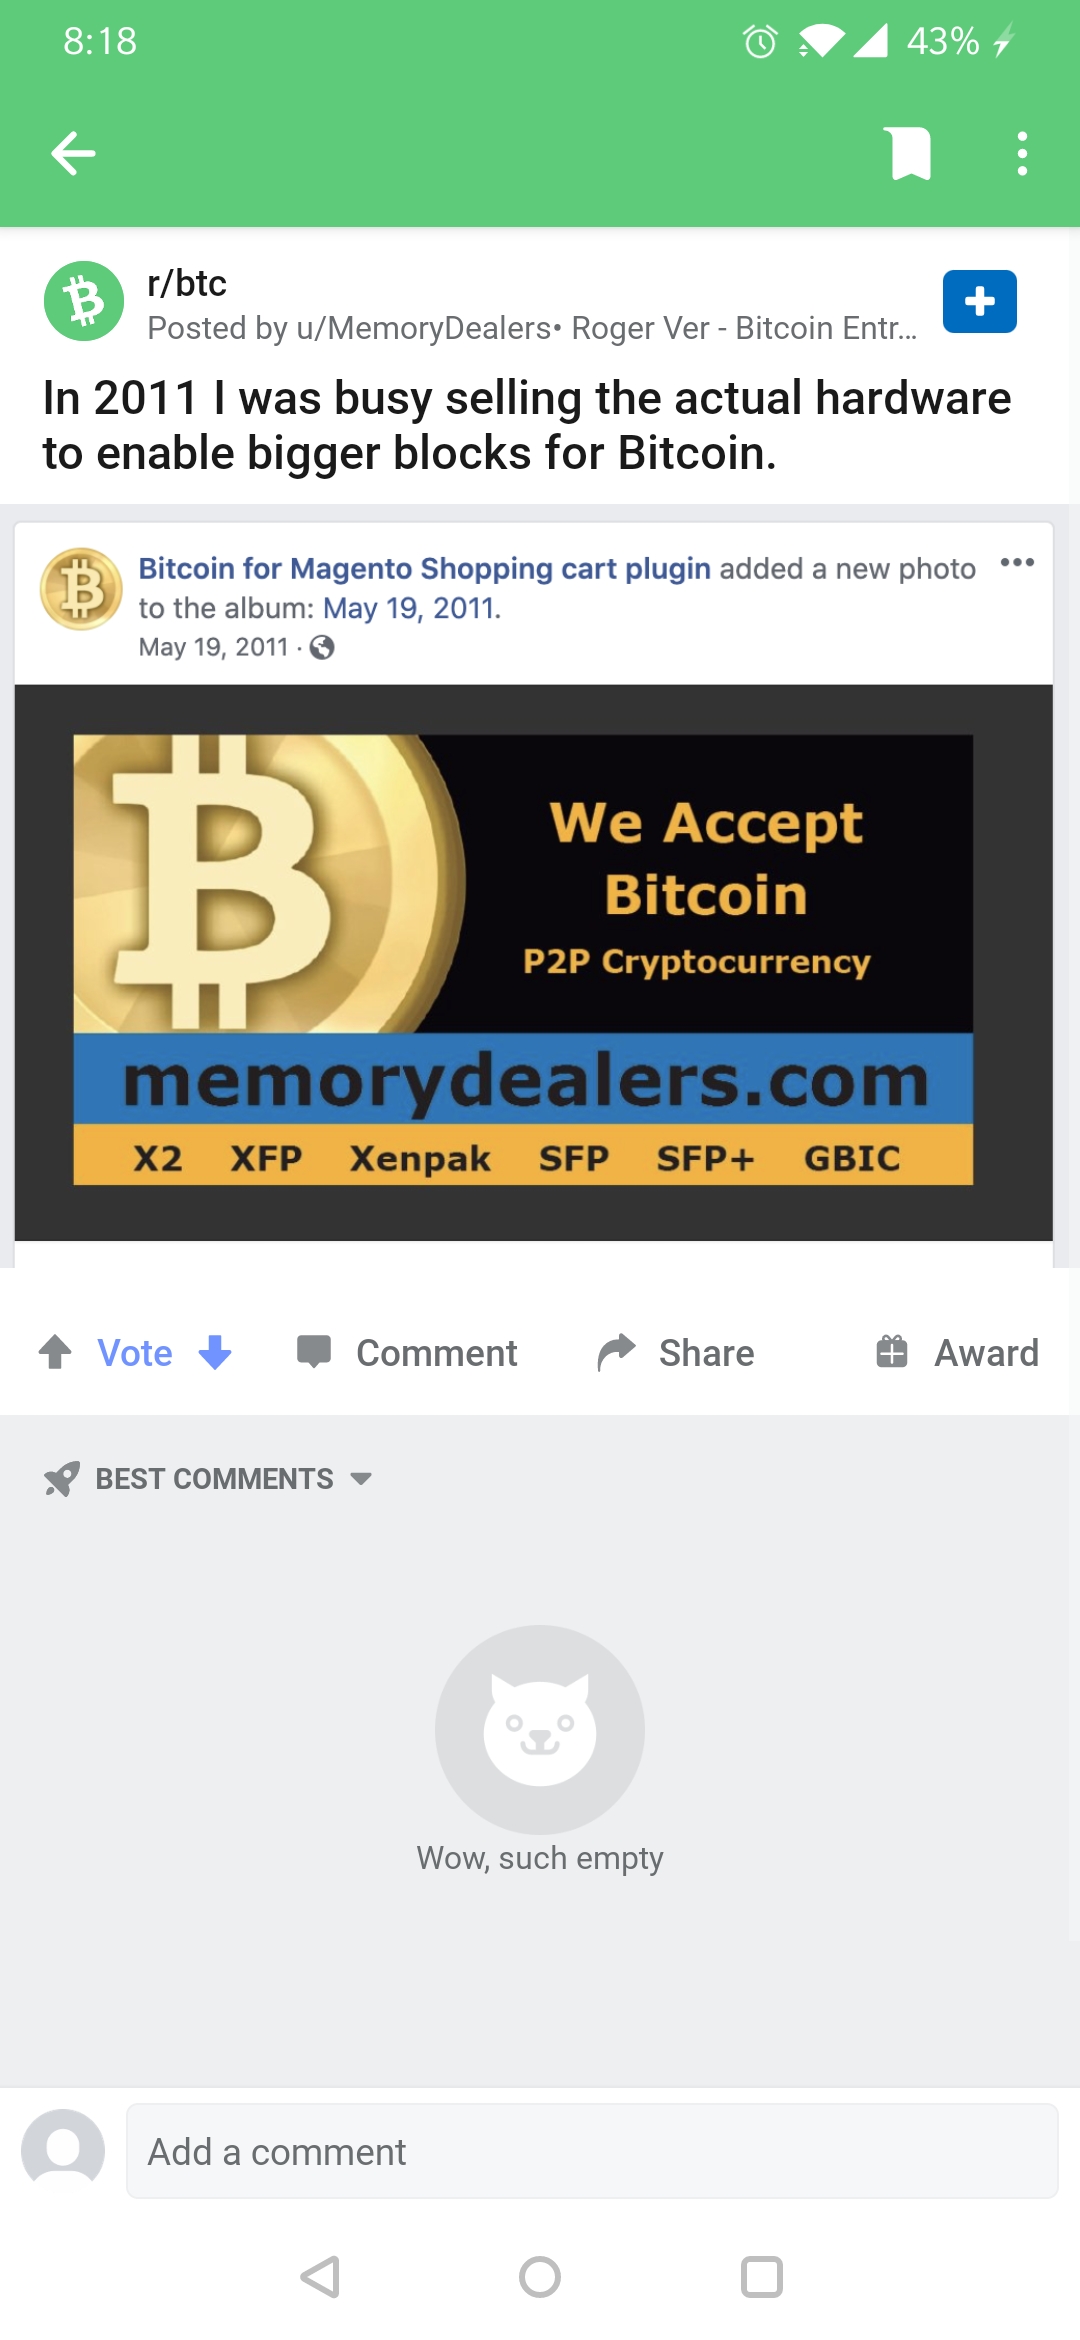 8:18
43%
r/btc
Posted by u/MemoryDealers• Roger Ver - Bitcoin Entr...
In 2011 I was busy selling the actual hardware
to enable bigger blocks for Bitcoin.
Bitcoin for Magento Shopping cart plugin added a new photo
to the album: May 19, 2011.
May 19, 2011 ·
We Accept
Bitcoin
P2P Cryptocurrency
memorydealers.com
X2 XFP Xenpak SFP SFP+ GBIC
Vote Comment Share Award
BEST COMMENTS
Wow, such empty
Add a comment